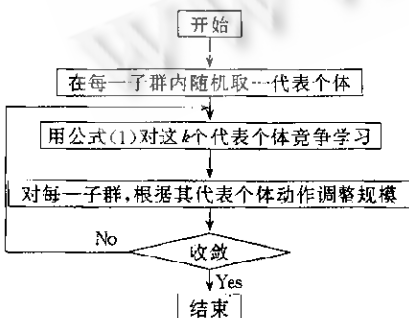 开始
在每一子群内随机取一代表个体
用公式(1)对这k个代表个体竞争学习
对每一子群,根据其代表个体动作调整规模
No
收敛
Yes
结束